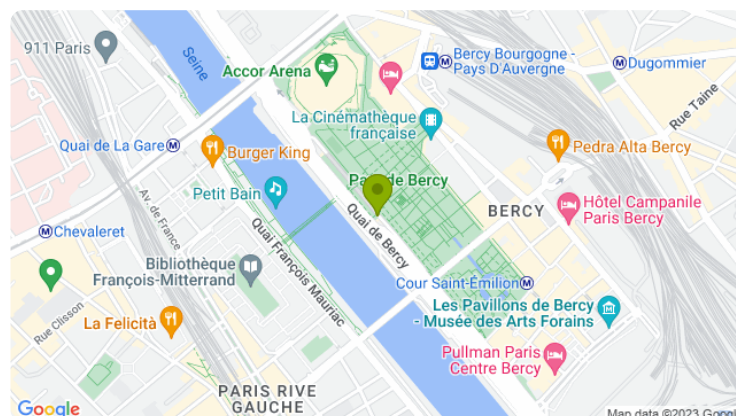 911 Paris
Seine
Accor Arena
Bercy Bourgogne -
Pays D'Auvergne
Dugommier
Rue Taine
La Cinémathèque
française
Quai de La Gare
Burger King
Pedra Alta Bercy
Petit Bain
de Bercy
BERCY
Hôtel Campanile
Paris Bercy
Av. de France
Quai de Bercy
Chevaleret
Quai François Mauriac
Bibliothèque
François-Mitterrand
Cour Saint-Émilion
Les Pavillons de Bercy
- Musée des Arts Forains
Rue Clisson
La Felicità
Pullman Paris
Centre Bercy
PARIS RIVE
GAUCHE
Google
Map data ©2023 Google